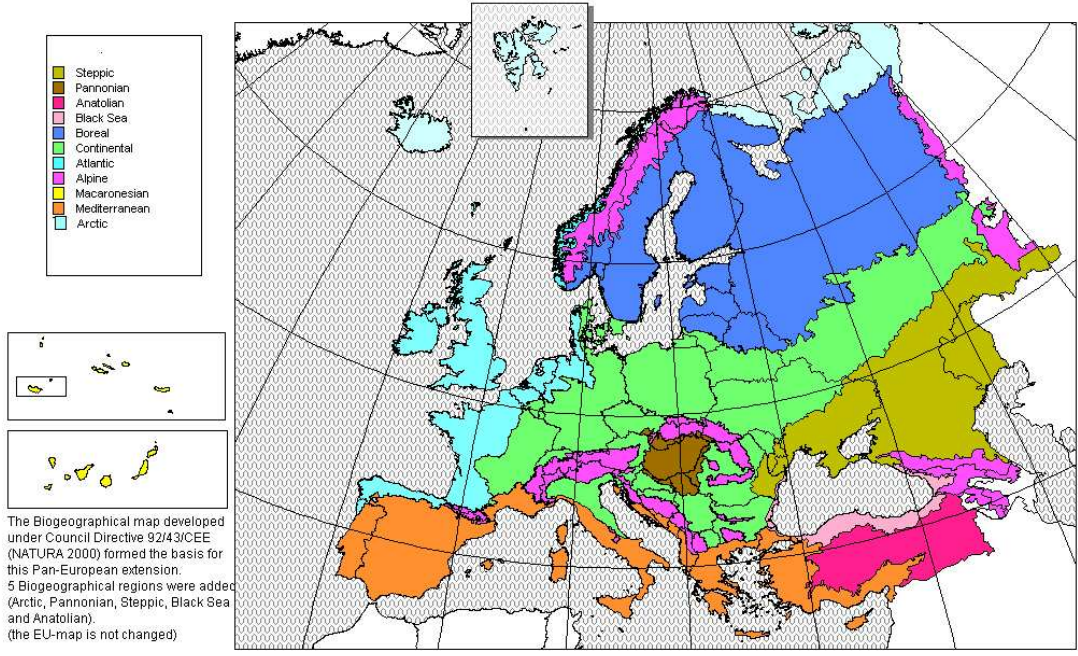 Steppic
Pannonian
Anatolian
Black Sea
Boreal
Continental
Atlantic
Alpine
Macaronesian
Mediterranean
Arctic
The Biogeographical map developed
under Council Directive 92/43/CEE
(NATURA 2000) formed the basis for
this Pan-European extension.
5 Biogeographical regions were added
(Arctic, Pannonian, Steppic, Black Sea
and Anatolian).
(the EU-map is not changed)